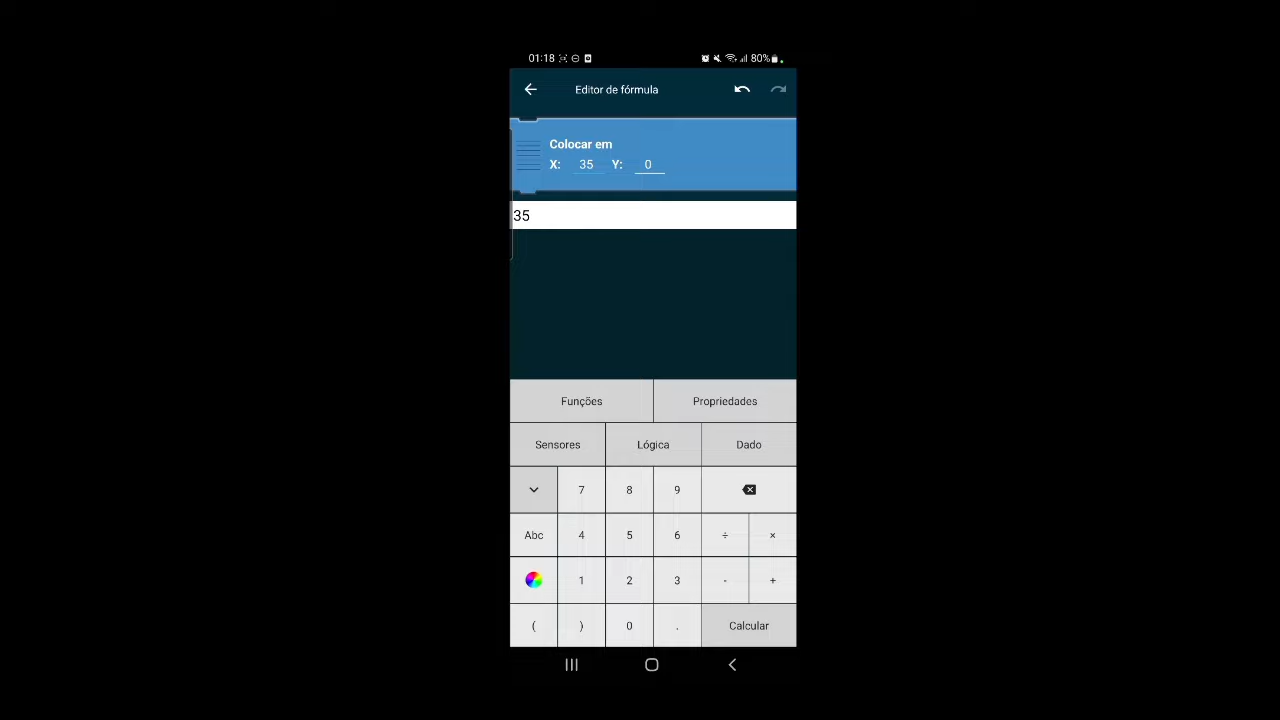 01:18 80%
Editor de fórmula
Colocar em
X: 35 Y: 0
35
Funções Propriedades
Sensores Lógica Dado
7 8 9
Abc 4 5 6 ÷ ×
1 2 3 - +
( ) 0 . Calcular